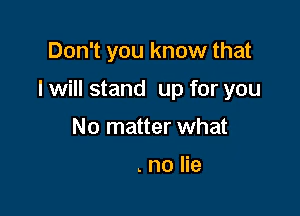 Don't you know that
I will stand up for you
No matter what
. no lie